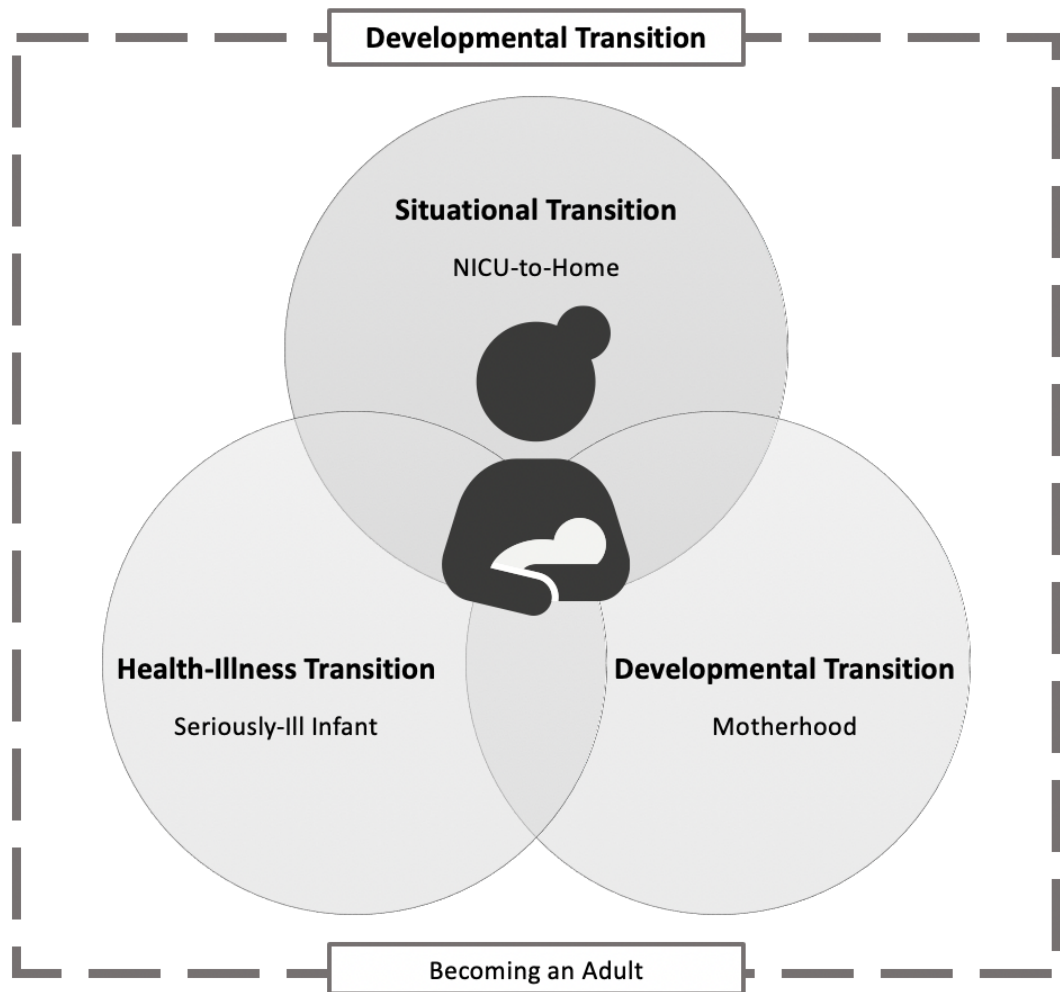 Developmental Transition
Situational Transition
NICU-to-Home
Health-Illness Transition
Seriously-Ill Infant
Developmental Transition
Motherhood
Becoming an Adult